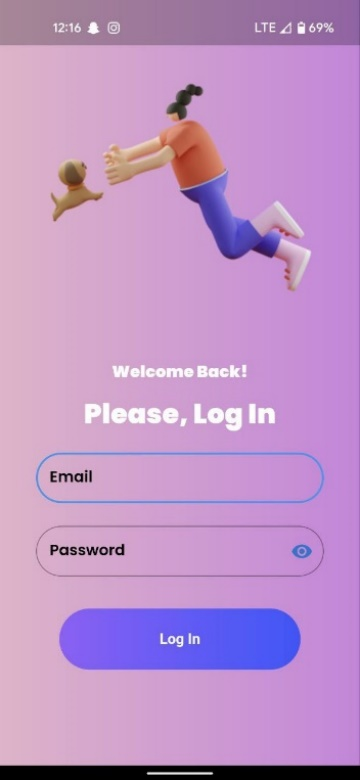 12:16
LTE 69%
Welcome Back!
Please, Log In
Email
Password
Log In